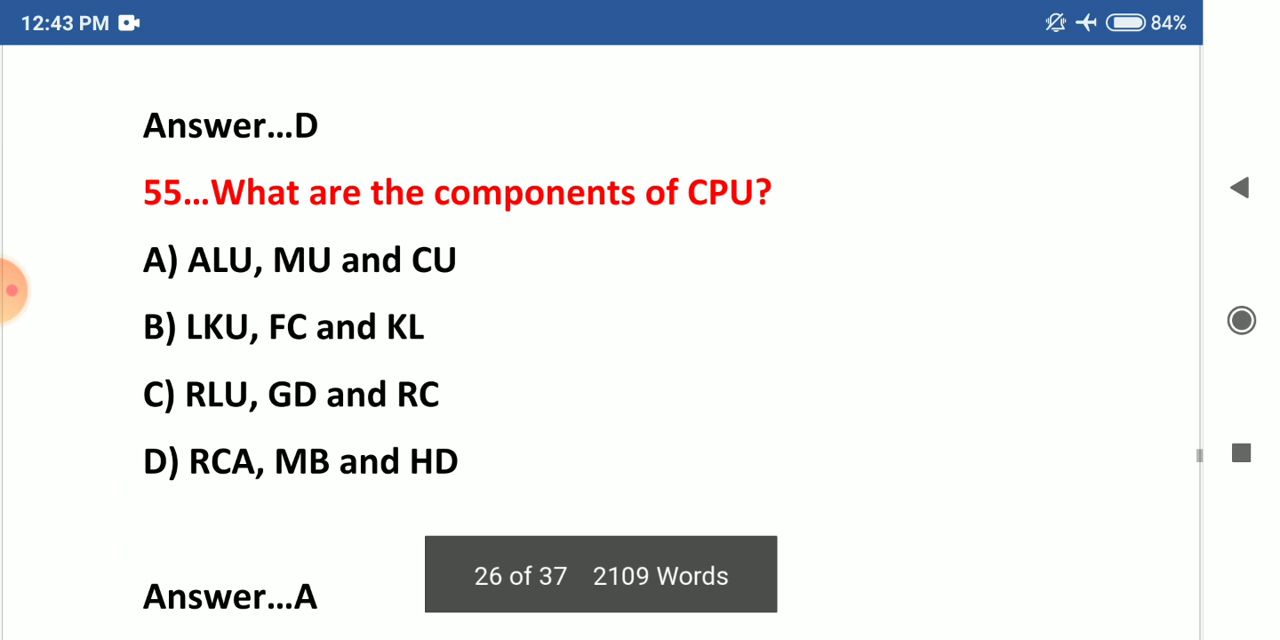 12:43 PM 84%
Answer...D
55...What are the components of CPU?
A) ALU, MU and CU
B) LKU, FC and KL
C) RLU, GD and RC
D) RCA, MB and HD
26 of 37 2109 Words
Answer...A